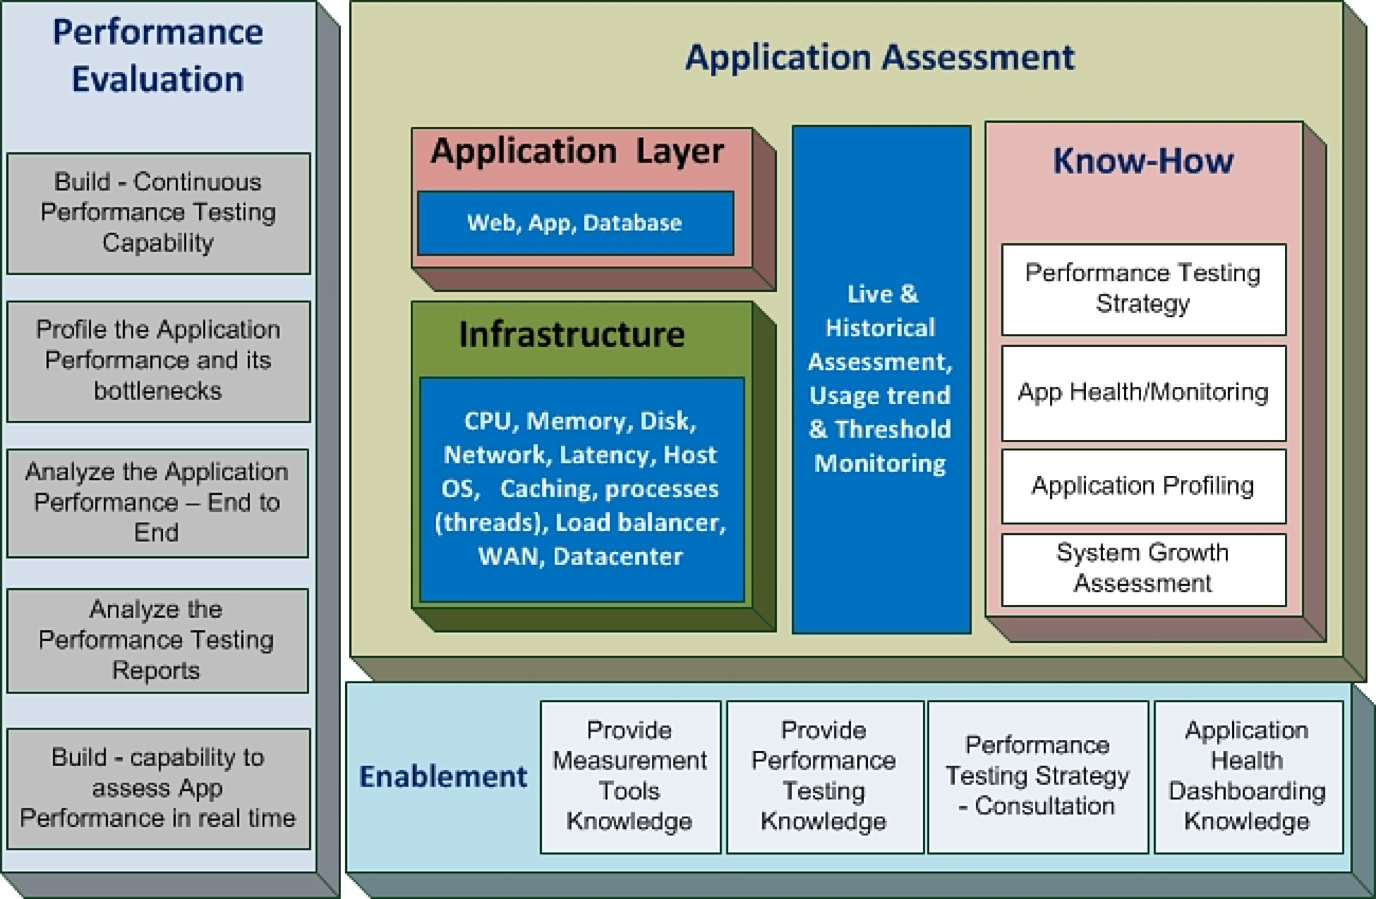 Performance
Evaluation
Build - Continuous
Performance Testing
Capability
Profile the Application
Performance and its
bottlenecks
Analyze the Application
Performance – End to
End
Analyze the
Performance Testing
Reports
Build - capability to
assess App
Performance in real time
Application Assessment
Application Layer
Web, App, Database
Infrastructure
CPU, Memory, Disk,
Network, Latency, Host
OS, Caching, processes
(threads), Load balancer,
WAN, Datacenter
Live &
Historical
Assessment,
Usage trend
& Threshold
Monitoring
Know-How
Performance Testing
Strategy
App Health/Monitoring
Application Profiling
System Growth
Assessment
Enablement
Provide
Measurement
Tools
Knowledge
Provide
Performance
Testing
Knowledge
Performance
Testing Strategy
- Consultation
Application
Health
Dashboarding
Knowledge